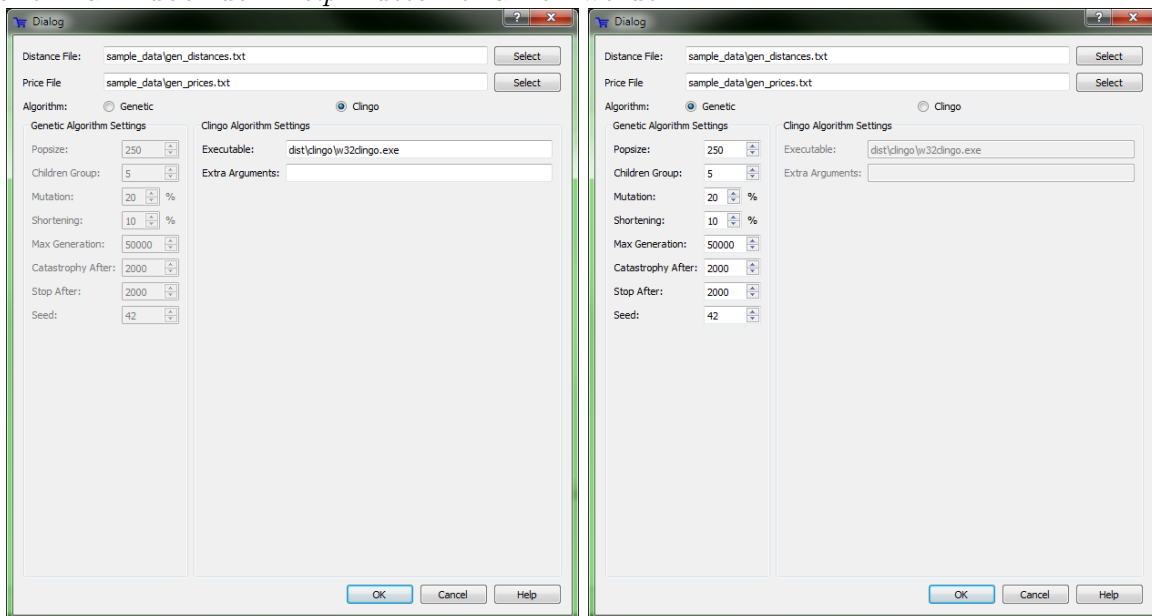 Dialog
Distance File: sample_data\gen_distances.txt Select
Price File sample_data\gen_prices.txt Select
Algorithm: Genetic Clingo
Genetic Algorithm Settings Clingo Algorithm Settings
Popsize: 250 Executable: dist\clingo\w32clingo.exe
Children Group: 5 Extra Arguments:
Mutation: 20 %
Shortening: 10 %
Max Generation: 50000
Catastrophy After: 2000
Stop After: 2000
Seed: 42
OK Cancel Help
Dialog
Distance File: sample_data\gen_distances.txt Select
Price File sample_data\gen_prices.txt Select
Algorithm: Genetic Clingo
Genetic Algorithm Settings Clingo Algorithm Settings
Popsize: 250 Executable: dist\clingo\w32clingo.exe
Children Group: 5 Extra Arguments:
Mutation: 20 %
Shortening: 10 %
Max Generation: 50000
Catastrophy After: 2000
Stop After: 2000
Seed: 42
OK Cancel Help